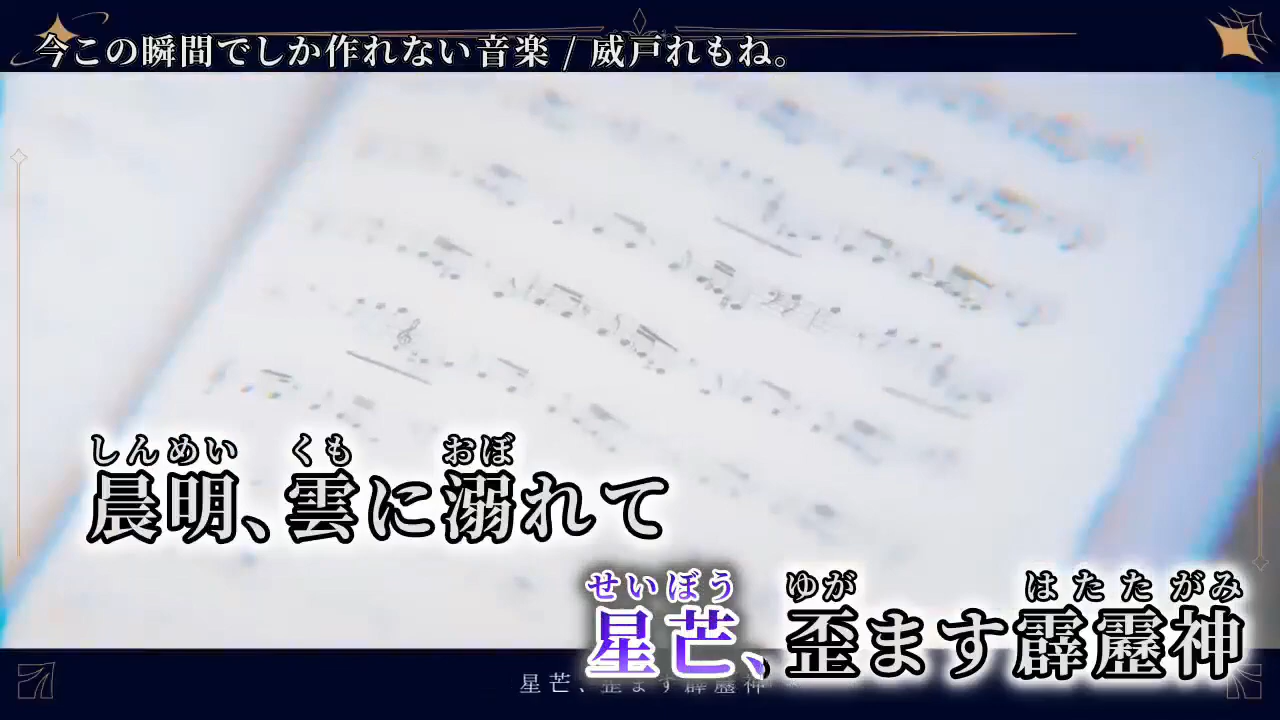 今この瞬間でしか作れない音楽 / 威戸れもね。
しんめい くも おぼ
晨明、雲に溺れて
せいぼう ゆが はたたがみ
星芒、歪ます霹靂神
星芒、歪ます霹靂神